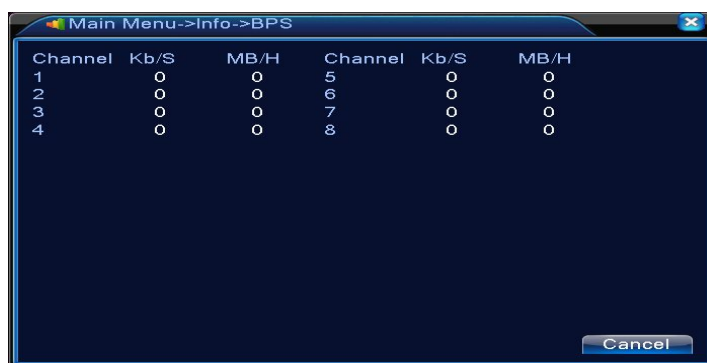 Main Menu->Info->BPS
Channel Kb/S MB/H Channel Kb/S MB/H
1 0 0 5 0 0
2 0 0 6 0 0
3 0 0 7 0 0
4 0 0 8 0 0
Cancel